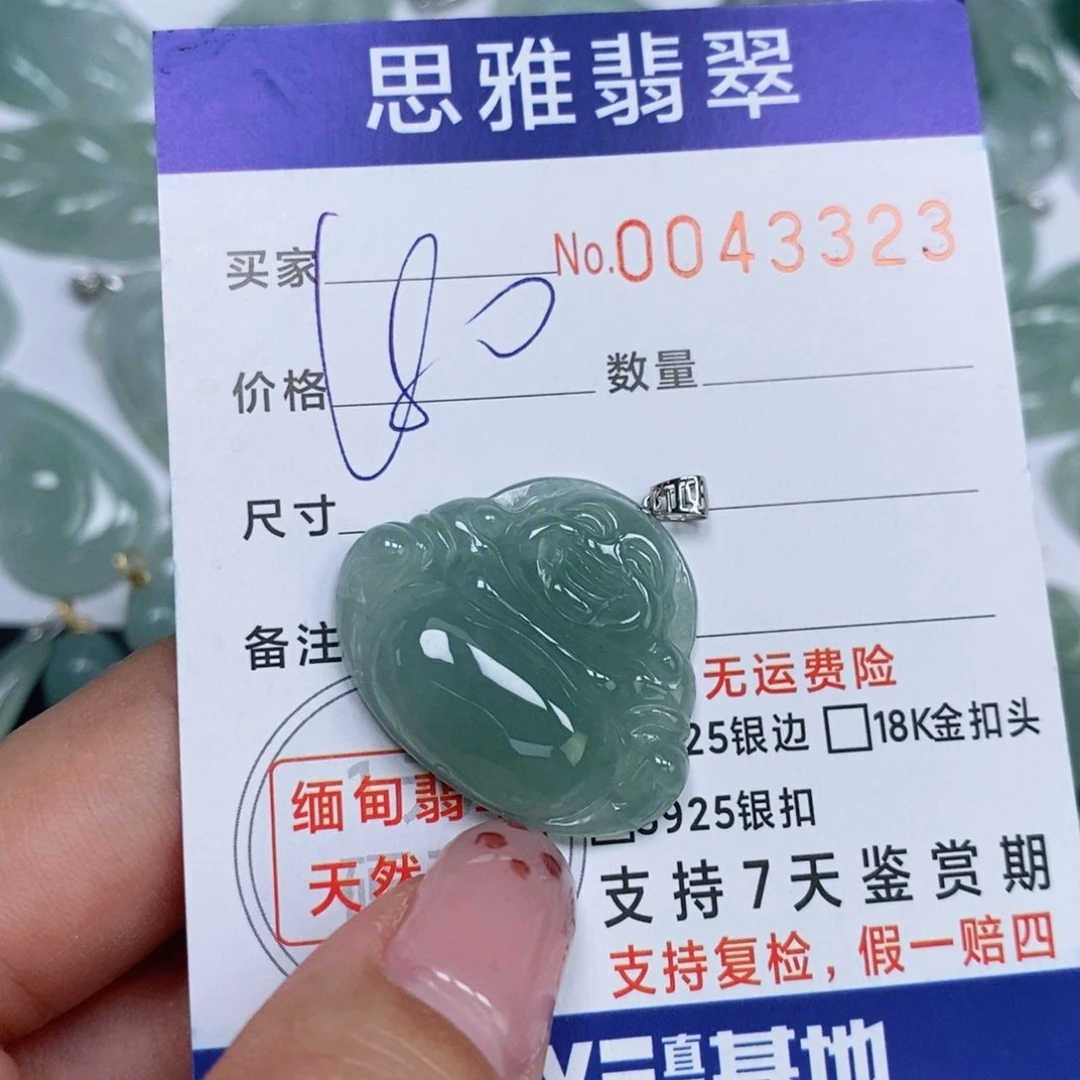 思雅翡翠
买家 No.0043323
价格 数量
尺寸
备注
无运费险
25银边 □18K金扣头
缅甸翡
天然
925银扣
支持7天鉴赏期
支持复检，假一赔四
基地